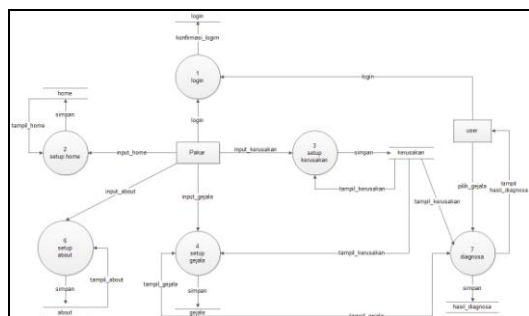 login
konfirmasi_login
1
login
login
login
home
simpan
tampil_home
2
setup home
input_home
Pakar
input_kerusakan
3
setup
kerusakan
simpan
kerusakan
tampil_kerusakan
user
pilih_gejala
tampil
hasil_diagnosa
tampil_kerusakan
input_about
input_gejala
6
setup
about
tampil_about
simpan
about
4
setup
gejala
tampil_kerusakan
tampil_gejala
simpan
gejala
tampil_gejala
7
diagnosa
simpan
hasil_diagnosa